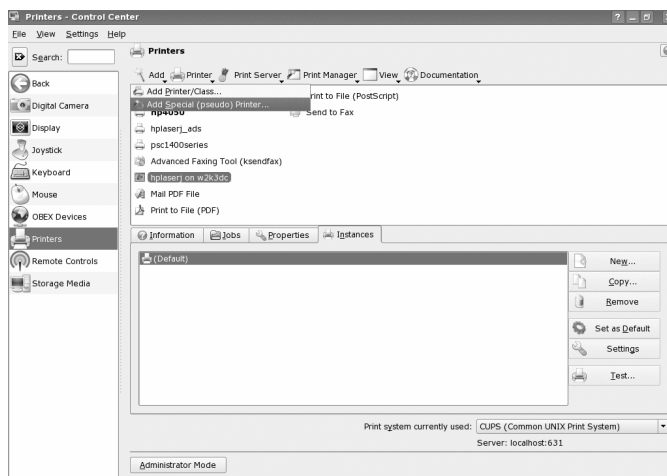 Printers - Control Center
File View Settings Help
Search:
Printers
Add Printer Print Server Print Manager View Documentation
Add Printer/Class...
Add Special (pseudo) Printer...
rint to File (PostScript)
hp4050
Send to Fax
hplaserj_ads
psc1400series
Advanced Faxing Tool (ksendfax)
hplaserj on w2k3dc
Mail PDF File
Print to File (PDF)
Back
Digital Camera
Display
Joystick
Keyboard
Mouse
OBEX Devices
Printers
Remote Controls
Storage Media
Information Jobs Properties Instances
(Default)
New...
Copy...
Remove
Set as Default
Settings
Test...
Print system currently used: CUPS (Common UNIX Print System)
Server: localhost:631
Administrator Mode